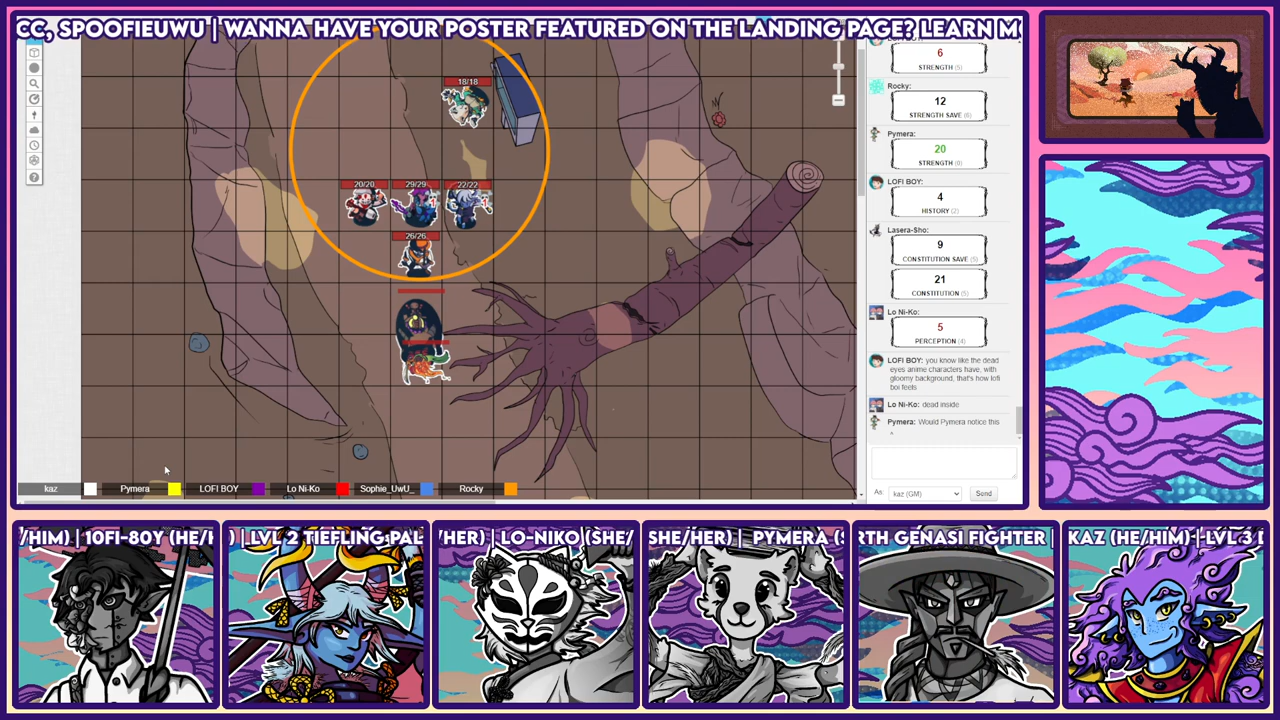 CC, SPOOFIEUWU | WANNA HAVE YOUR POSTER FEATURED ON THE LANDING PAGE? LEARN MO
6
STRENGTH (5)
Rocky:
12
STRENGTH SAVE (6)
Pymera:
20
STRENGTH (0)
LOFI BOY:
4
HISTORY (2)
Lasera-Sho:
9
CONSTITUTION SAVE (5)
21
CONSTITUTION (5)
Lo Ni-Ko:
5
PERCEPTION (4)
LOFI BOY: you know like the dead
eyes anime characters have, with
gloomy background, that's how lofi
boi feels
Lo Ni-Ko: dead inside
Pymera: Would Pymera notice this
As:
kaz (GM)
Send
18/18
20/20
29/29
22/22
26/26
kaz
Pymera
LOFI BOY
Lo Ni-Ko
Sophie_UwU_
Rocky
/HIM) | 10FI-80Y (HE/H
) | LVL 2 TIEFLING PAL
/HER) | LO-NIKO (SHE/
SHE/HER) | PYMERA (S
RTH GENASI FIGHTER |
KAZ (HE/HIM) | LVL 3 D